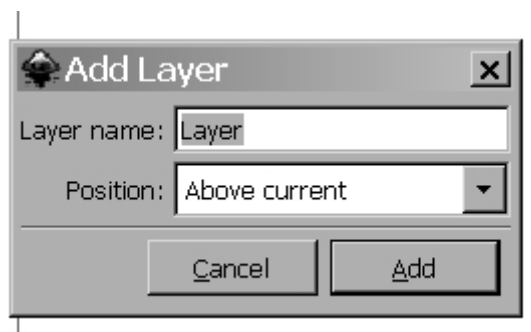 Add Layer
Layer name: Layer
Position: Above current
Cancel Add